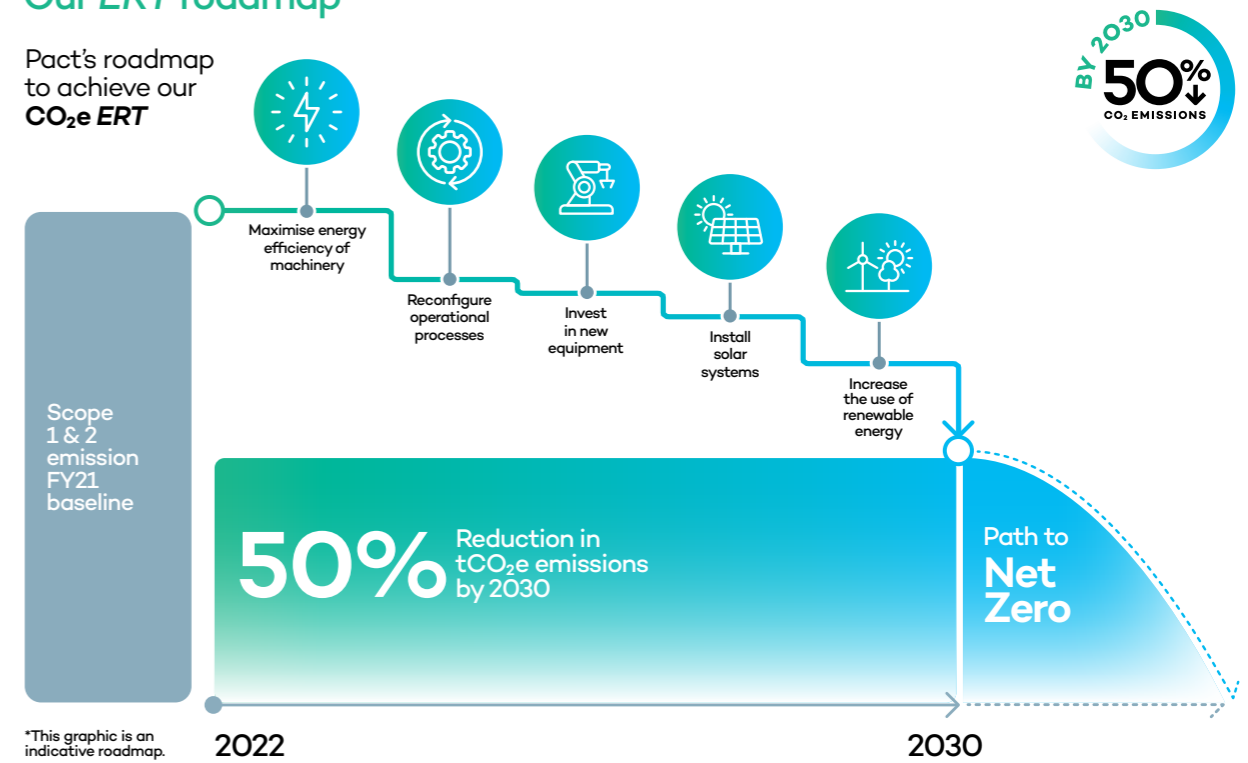 Our ERT roadmap
Pact's roadmap
to achieve our
CO₂e ERT
BY 2030
50%
CO₂ EMISSIONS
Maximise energy
efficiency of
machinery
Reconfigure
operational
processes
Invest
in new
equipment
Install
solar
systems
Increase
the use of
renewable
energy
Scope
1 & 2
emission
FY21
baseline
50%
Reduction in
tCO₂e emissions
by 2030
Path to
Net
Zero
*This graphic is an
indicative roadmap.
2022
2030